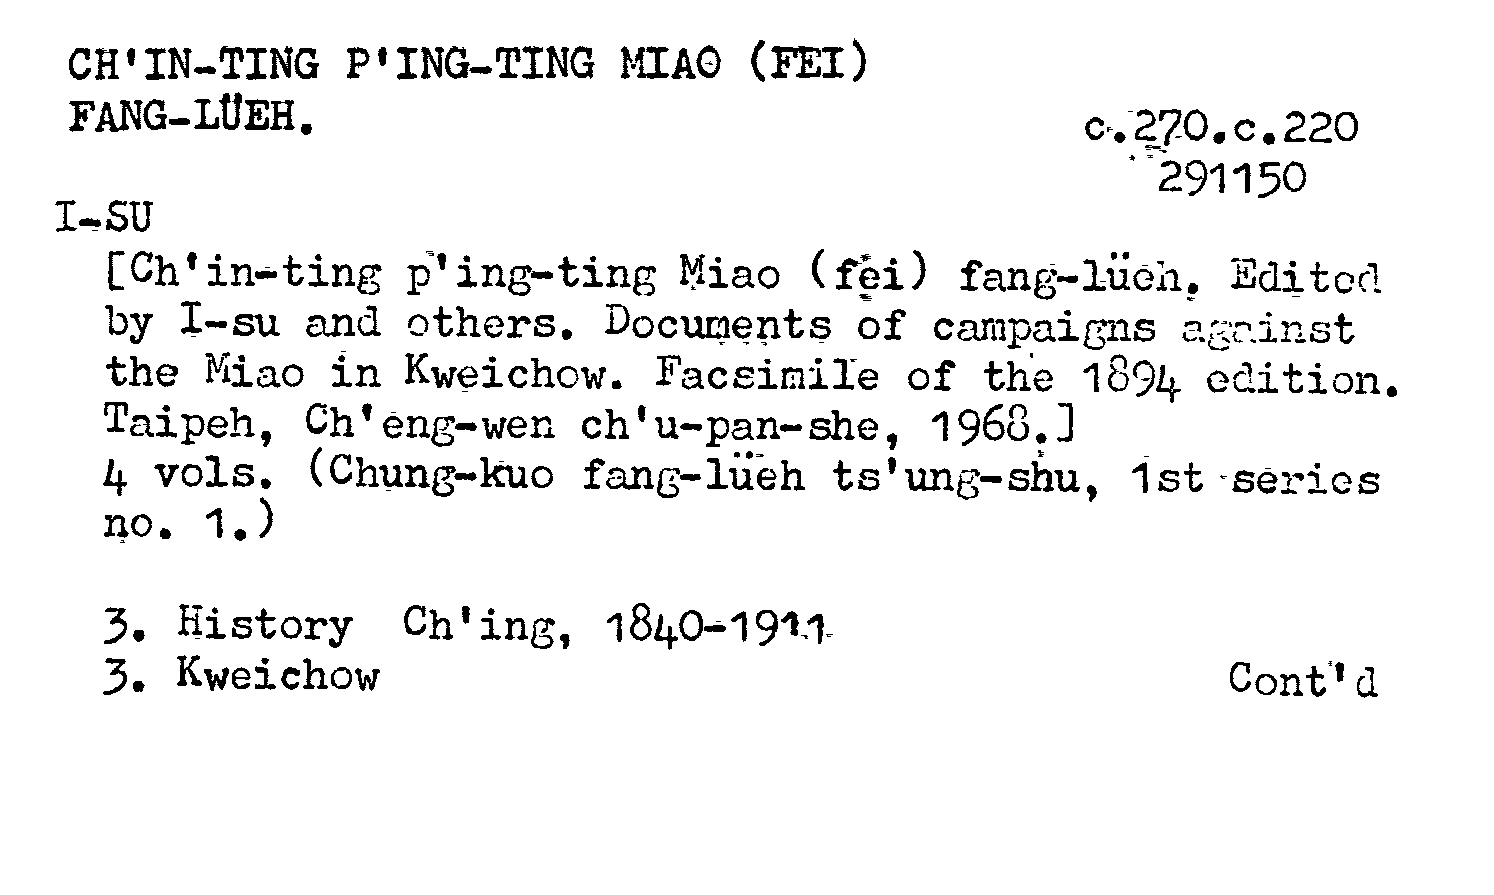 CH'IN-TING P'ING-TING MIAO (FEI)
FANG-LÜEH.
c.270.c.220
291150
I-SU
[Ch'in-ting p'ing-ting Miao (fei) fang-lüeh. Edited
by I-su and others. Documents of campaigns against
the Miao in Kweichow. Facsimile of the 1894 edition.
Taipeh, Ch'eng-wen ch'u-pan-she, 1968.]
4 vols. (Chung-kuo fang-lüeh ts'ung-shu, 1st series
no. 1.)
3. History Ch'ing, 1840-1911
3. Kweichow
Cont'd